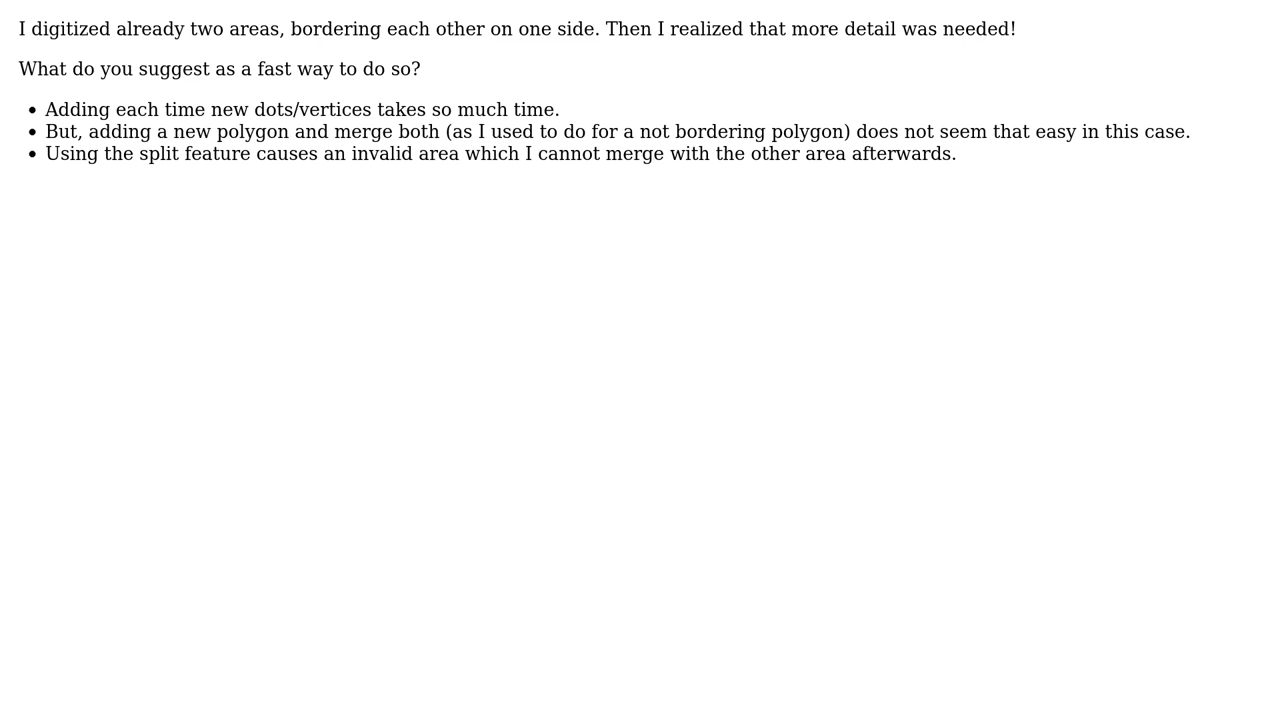 I digitized already two areas, bordering each other on one side. Then I realized that more detail was needed!
What do you suggest as a fast way to do so?
• Adding each time new dots/vertices takes so much time.
• But, adding a new polygon and merge both (as I used to do for a not bordering polygon) does not seem that easy in this case.
• Using the split feature causes an invalid area which I cannot merge with the other area afterwards.